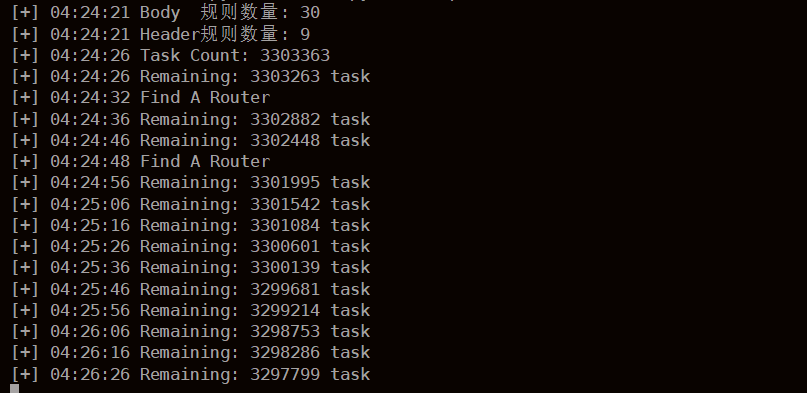 [+] 04:24:21 Body  规则数量: 30
[+] 04:24:21 Header规则数量: 9
[+] 04:24:26 Task Count: 3303363
[+] 04:24:26 Remaining: 3303263 task
[+] 04:24:32 Find A Router
[+] 04:24:36 Remaining: 3302882 task
[+] 04:24:46 Remaining: 3302448 task
[+] 04:24:48 Find A Router
[+] 04:24:56 Remaining: 3301995 task
[+] 04:25:06 Remaining: 3301542 task
[+] 04:25:16 Remaining: 3301084 task
[+] 04:25:26 Remaining: 3300601 task
[+] 04:25:36 Remaining: 3300139 task
[+] 04:25:46 Remaining: 3299681 task
[+] 04:25:56 Remaining: 3299214 task
[+] 04:26:06 Remaining: 3298753 task
[+] 04:26:16 Remaining: 3298286 task
[+] 04:26:26 Remaining: 3297799 task